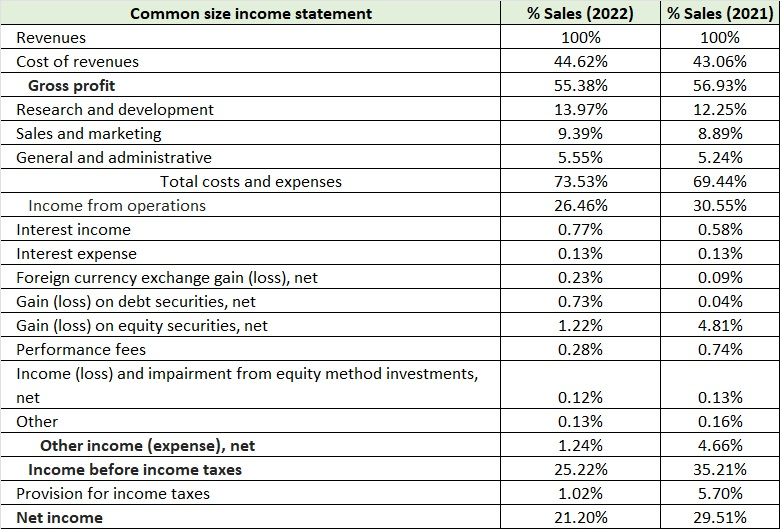 Common size income statement % Sales (2022) % Sales (2021)
Revenues 100% 100%
Cost of revenues 44.62% 43.06%
Gross profit 55.38% 56.93%
Research and development 13.97% 12.25%
Sales and marketing 9.39% 8.89%
General and administrative 5.55% 5.24%
Total costs and expenses 73.53% 69.44%
Income from operations 26.46% 30.55%
Interest income 0.77% 0.58%
Interest expense 0.13% 0.13%
Foreign currency exchange gain (loss), net 0.23% 0.09%
Gain (loss) on debt securities, net 0.73% 0.04%
Gain (loss) on equity securities, net 1.22% 4.81%
Performance fees 0.28% 0.74%
Income (loss) and impairment from equity method investments,
net 0.12% 0.13%
Other 0.13% 0.16%
Other income (expense), net 1.24% 4.66%
Income before income taxes 25.22% 35.21%
Provision for income taxes 1.02% 5.70%
Net income 21.20% 29.51%